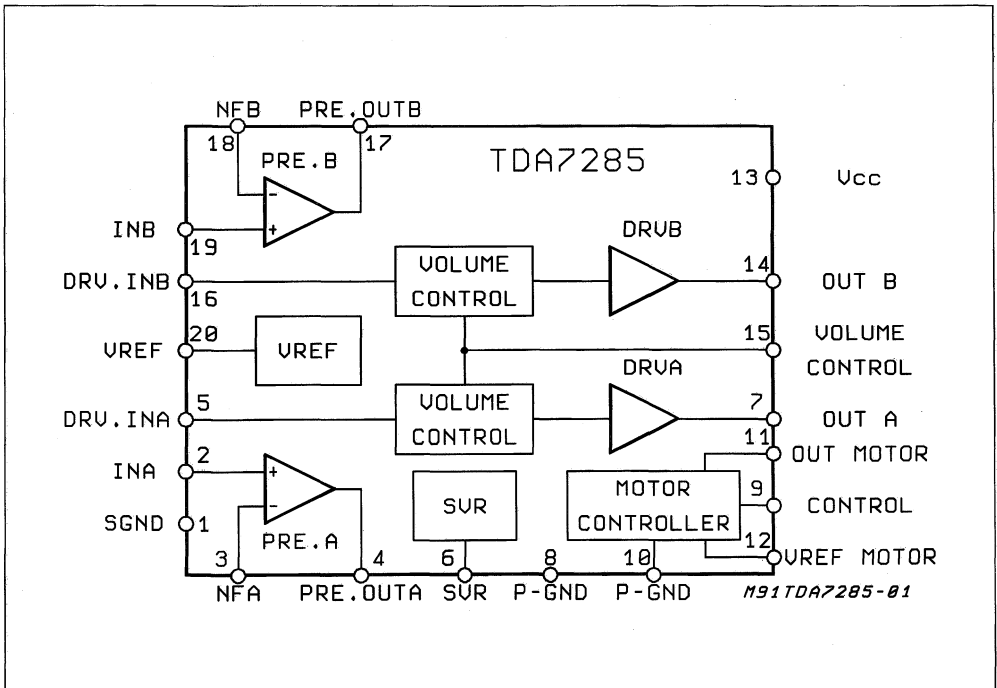 NFB PRE.OUTB
18 17
PRE.B
TDA7285
13 Vcc
-
+
INB
19
DRVB
DRV.INB
16
VOLUME
CONTROL
14
OUT B
20
VREF
VREF
15
VOLUME
CONTROL
DRVA
5
DRV.INA
VOLUME
CONTROL
7
OUT A
11
OUT MOTOR
2
INA
+
-
SVR
MOTOR
CONTROLLER
9
CONTROL
SGND
1
PRE.A
12
VREF MOTOR
3 4 6 8 10
NFA PRE.OUTA SVR P-GND P-GND
M91TDA7285-01